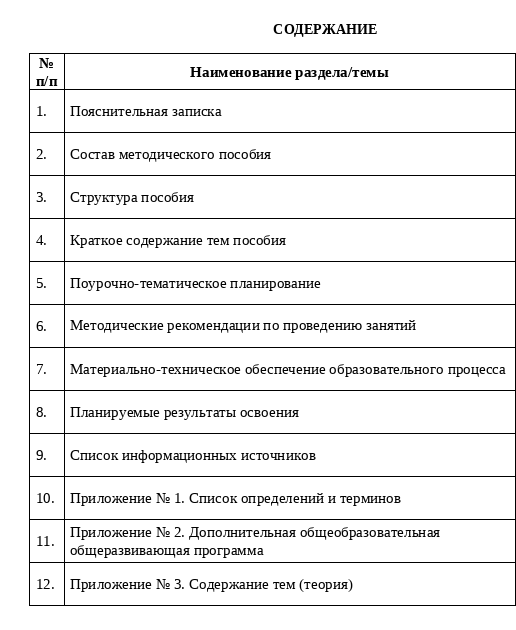 СОДЕРЖАНИЕ
№
п/п
Наименование раздела/темы
1. Пояснительная записка
2. Состав методического пособия
3. Структура пособия
4. Краткое содержание тем пособия
5. Поурочно-тематическое планирование
6. Методические рекомендации по проведению занятий
7. Материально-техническое обеспечение образовательного процесса
8. Планируемые результаты освоения
9. Список информационных источников
10. Приложение № 1. Список определений и терминов
11. Приложение № 2. Дополнительная общеобразовательная
общеразвивающая программа
12. Приложение № 3. Содержание тем (теория)